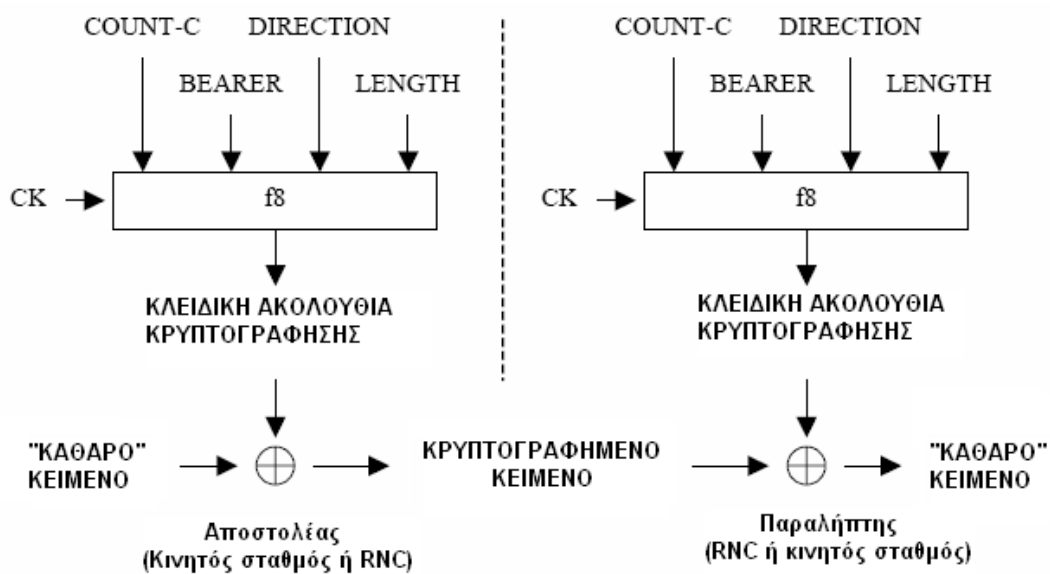 COUNT-C DIRECTION COUNT-C DIRECTION
BEARER LENGTH BEARER LENGTH
CK f8 CK f8
ΚΛΕΙΔΙΚΗ ΑΚΟΛΟΥΘΙΑ
ΚΡΥΠΤΟΓΡΑΦΗΣΗΣ
ΚΛΕΙΔΙΚΗ ΑΚΟΛΟΥΘΙΑ
ΚΡΥΠΤΟΓΡΑΦΗΣΗΣ
"ΚΑΘΑΡΟ"
ΚΕΙΜΕΝΟ
ΚΡΥΠΤΟΓΡΑΦΗΜΕΝΟ
ΚΕΙΜΕΝΟ
"ΚΑΘΑΡΟ"
ΚΕΙΜΕΝΟ
Αποστολέας
(Κινητός σταθμός ή RNC)
Παραλήπτης
(RNC ή κινητός σταθμός)